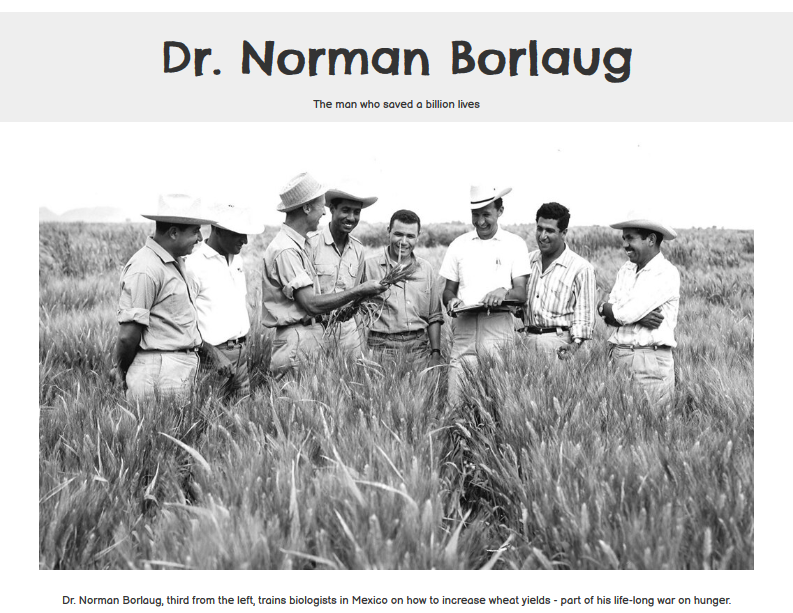 Dr. Norman Borlaug
The man who saved a billion lives
Dr. Norman Borlaug, third from the left, trains biologists in Mexico on how to increase wheat yields - part of his life-long war on hunger.